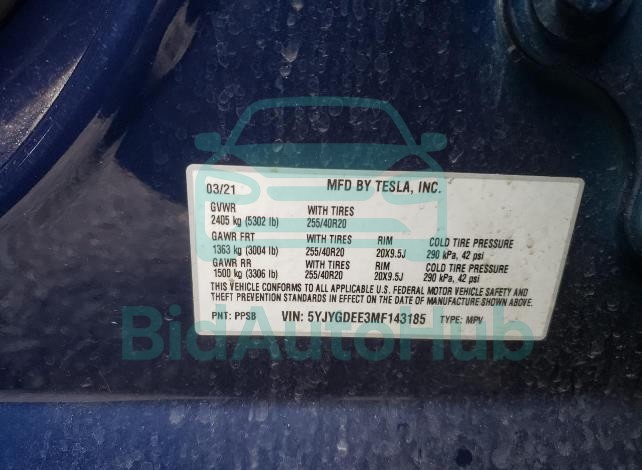 03/21 MFD BY TESLA, INC.
GVWR WITH TIRES
2405 kg (5302 lb) 255/40R20
GAWR FRT WITH TIRES RIM COLD TIRE PRESSURE
1363 kg (3004 lb) 255/40R20 20X9.5J 290 kPa, 42 psi
GAWR RR WITH TIRES RIM COLD TIRE PRESSURE
1500 kg (3306 lb) 255/40R20 20X9.5J 290 kPa, 42 psi
THIS VEHICLE CONFORMS TO ALL APPLICABLE U.S. FEDERAL MOTOR VEHICLE SAFETY AND
THEFT PREVENTION STANDARDS IN EFFECT ON THE DATE OF MANUFACTURE SHOWN ABOVE.
PNT: PPSB VIN: 5YJYGDEE3MF143185 TYPE: MPV
BidAutoHub